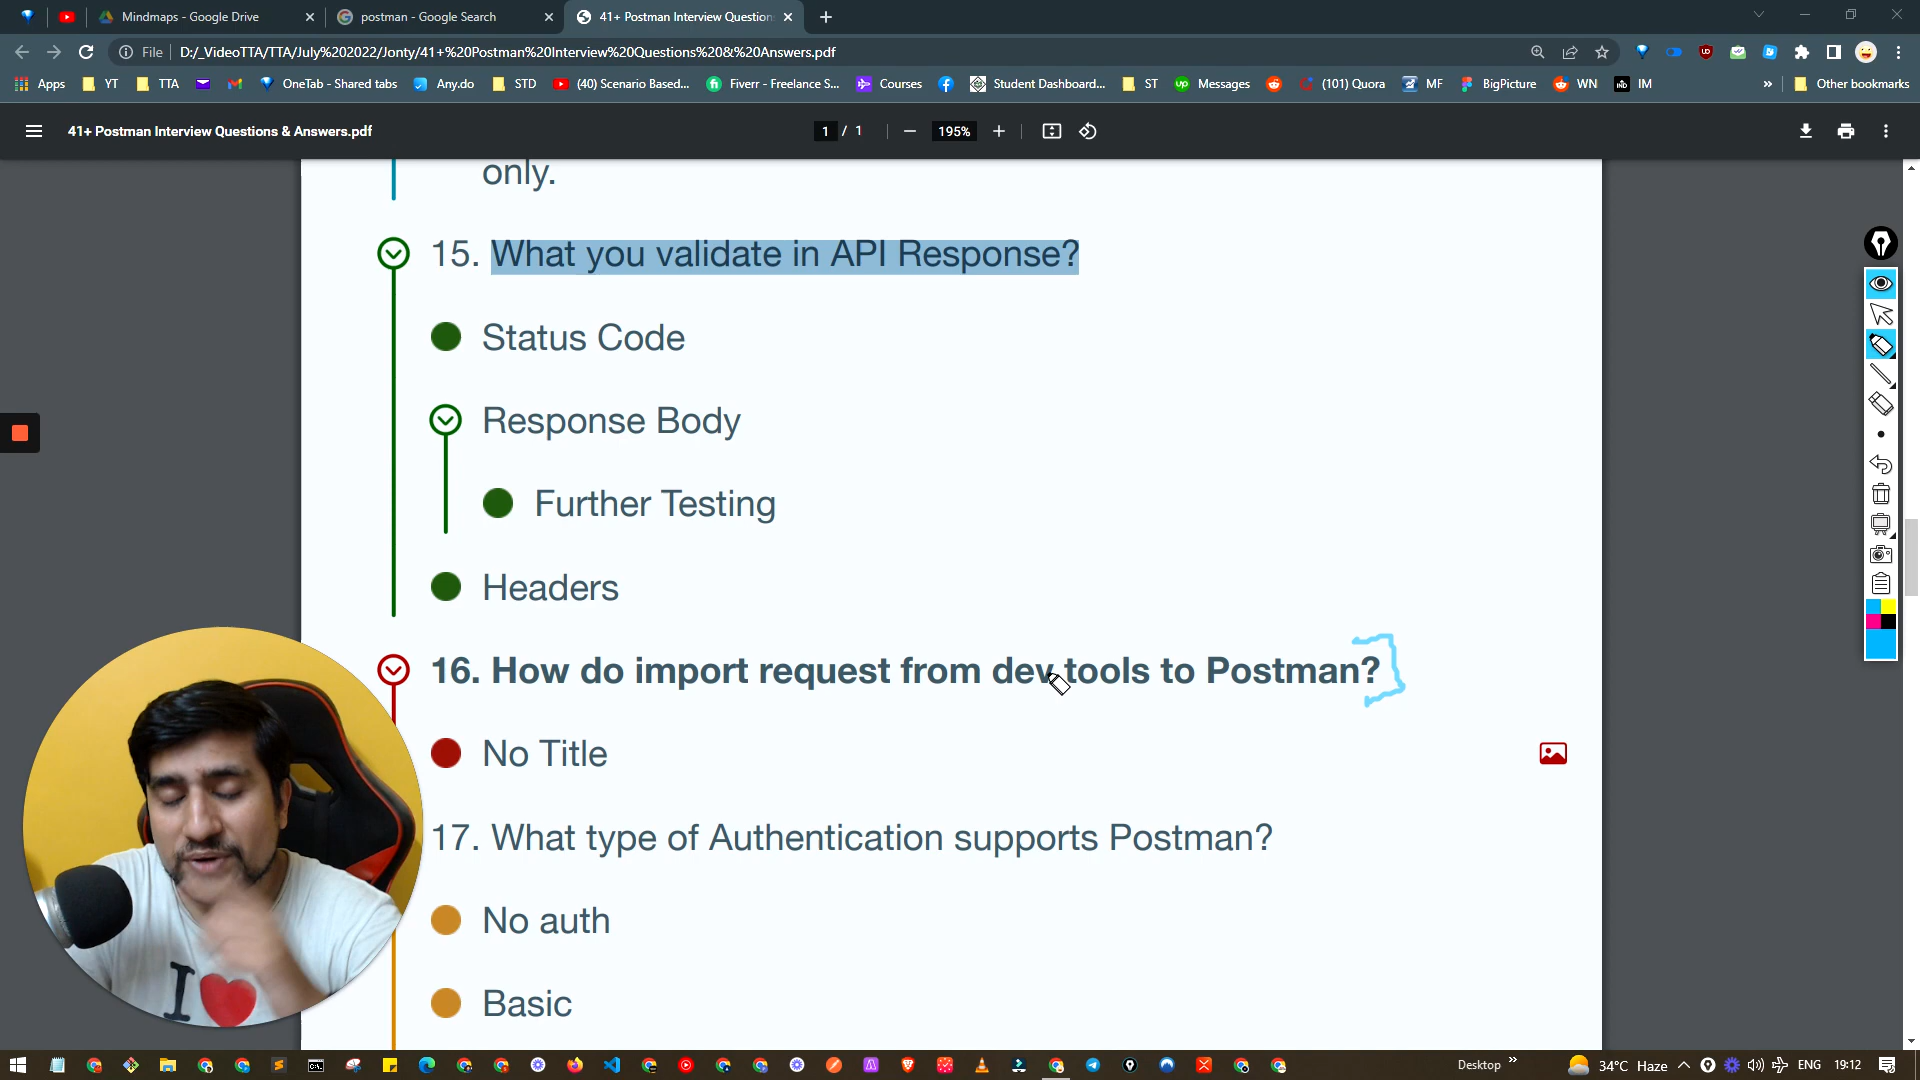 Mindmaps - Google Drive
postman - Google Search
41+ Postman Interview Question
File
D:/_VideoTTA/TTA/July%202022/Jonty/41+%20Postman%20Interview%20Questions%20&%20Answers.pdf
Apps
YT
TTA
OneTab - Shared tabs
Any.do
STD
(40) Scenario Based...
Fiverr - Freelance S...
Courses
Student Dashboard...
ST
Messages
(101) Quora
MF
BigPicture
WN
IM
»
Other bookmarks
41+ Postman Interview Questions & Answers.pdf
1 / 1
195%
only.
15. What you validate in API Response?
Status Code
Response Body
Further Testing
Headers
16. How do import request from dev tools to Postman?
No Title
17. What type of Authentication supports Postman?
No auth
Basic
I
Desktop
34°C Haze
ENG
19:12